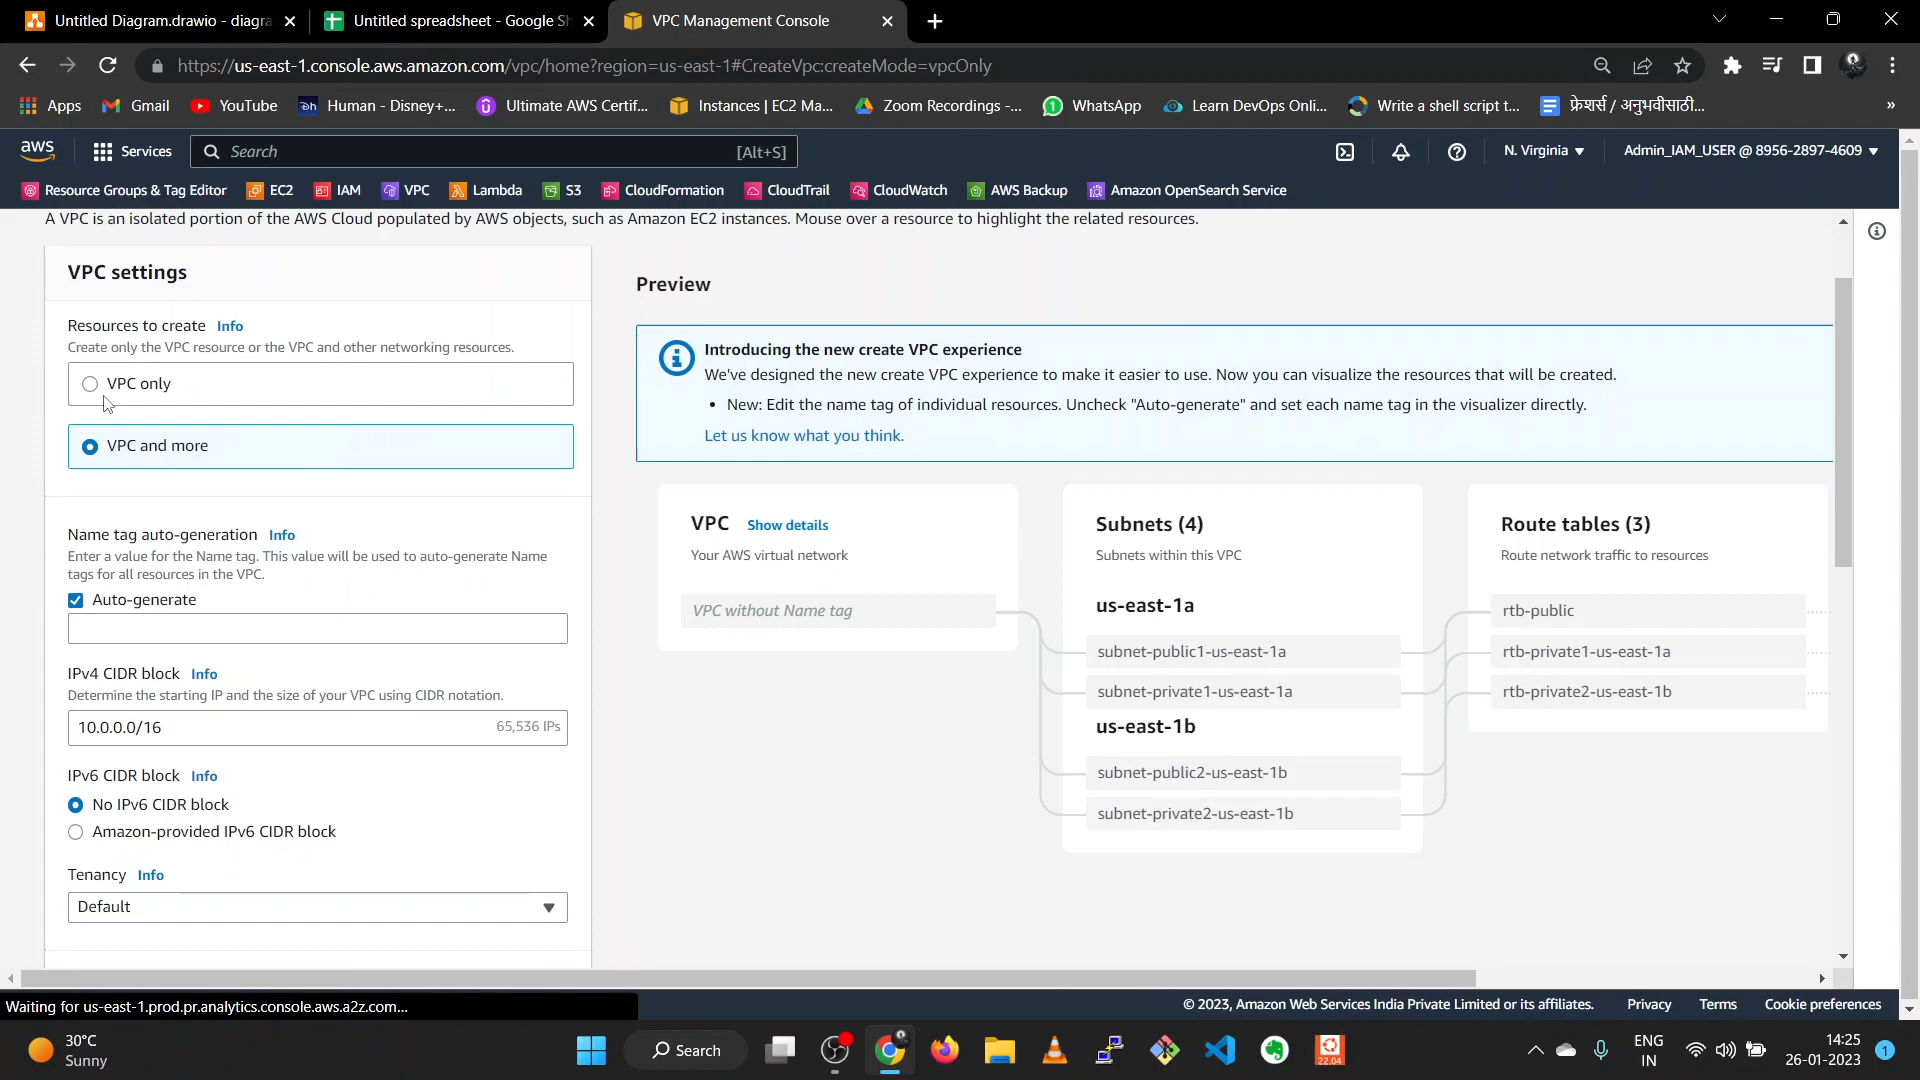 Untitled Diagram.drawio - diagra
Untitled spreadsheet - Google Sh
VPC Management Console
https://us-east-1.console.aws.amazon.com/vpc/home?region=us-east-1#CreateVpc:createMode=vpcOnly
Apps
Gmail
YouTube
Human - Disney+...
Ultimate AWS Certif...
Instances | EC2 Ma...
Zoom Recordings -...
WhatsApp
Learn DevOps Onli...
Write a shell script t...
फ्रेशर्स / अनुभवीसाठी...
»
aws
Services
Search
[Alt+S]
N. Virginia
Admin_IAM_USER @ 8956-2897-4609
Resource Groups & Tag Editor
EC2
IAM
VPC
Lambda
S3
CloudFormation
CloudTrail
CloudWatch
AWS Backup
Amazon OpenSearch Service
A VPC is an isolated portion of the AWS Cloud populated by AWS objects, such as Amazon EC2 instances. Mouse over a resource to highlight the related resources.
VPC settings
Resources to create Info
Create only the VPC resource or the VPC and other networking resources.
VPC only
VPC and more
Name tag auto-generation Info
Enter a value for the Name tag. This value will be used to auto-generate Name
tags for all resources in the VPC.
Auto-generate
IPv4 CIDR block Info
Determine the starting IP and the size of your VPC using CIDR notation.
10.0.0.0/16
65,536 IPs
IPv6 CIDR block Info
No IPv6 CIDR block
Amazon-provided IPv6 CIDR block
Tenancy Info
Default
Preview
Introducing the new create VPC experience
We've designed the new create VPC experience to make it easier to use. Now you can visualize the resources that will be created.
• New: Edit the name tag of individual resources. Uncheck "Auto-generate" and set each name tag in the visualizer directly.
Let us know what you think.
VPC Show details
Your AWS virtual network
VPC without Name tag
Subnets (4)
Subnets within this VPC
us-east-1a
subnet-public1-us-east-1a
subnet-private1-us-east-1a
us-east-1b
subnet-public2-us-east-1b
subnet-private2-us-east-1b
Route tables (3)
Route network traffic to resources
rtb-public
rtb-private1-us-east-1a
rtb-private2-us-east-1b
Waiting for us-east-1.prod.pr.analytics.console.aws.a2z.com...
© 2023, Amazon Web Services India Private Limited or its affiliates.
Privacy
Terms
Cookie preferences
30°C
Sunny
Search
22.04
ENG
IN
14:25
26-01-2023
1